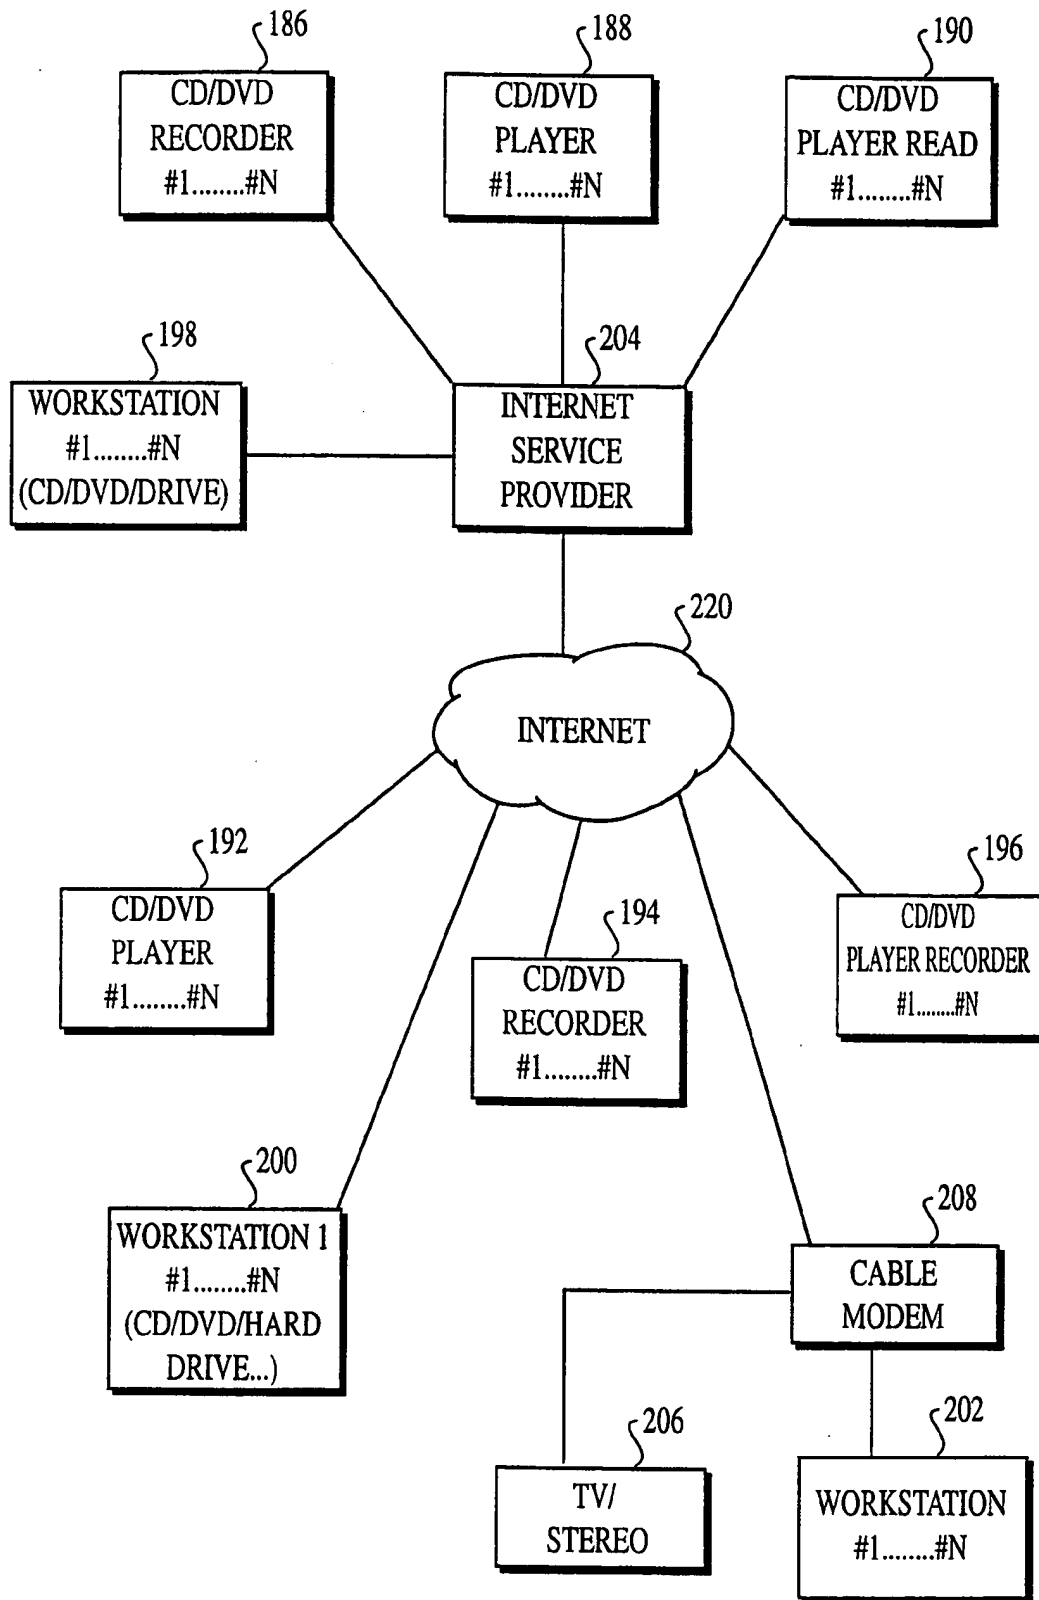 186
188
190
CD/DVD
RECORDER
#1........#N
CD/DVD
PLAYER
#1........#N
CD/DVD
PLAYER READ
#1........#N
198
204
WORKSTATION
#1........#N
(CD/DVD/DRIVE)
INTERNET
SERVICE
PROVIDER
220
INTERNET
192
CD/DVD
PLAYER
#1........#N
194
CD/DVD
RECORDER
#1........#N
196
CD/DVD
PLAYER RECORDER
#1........#N
200
WORKSTATION 1
#1........#N
(CD/DVD/HARD
DRIVE...)
208
CABLE
MODEM
206
TV/
STEREO
202
WORKSTATION
#1........#N